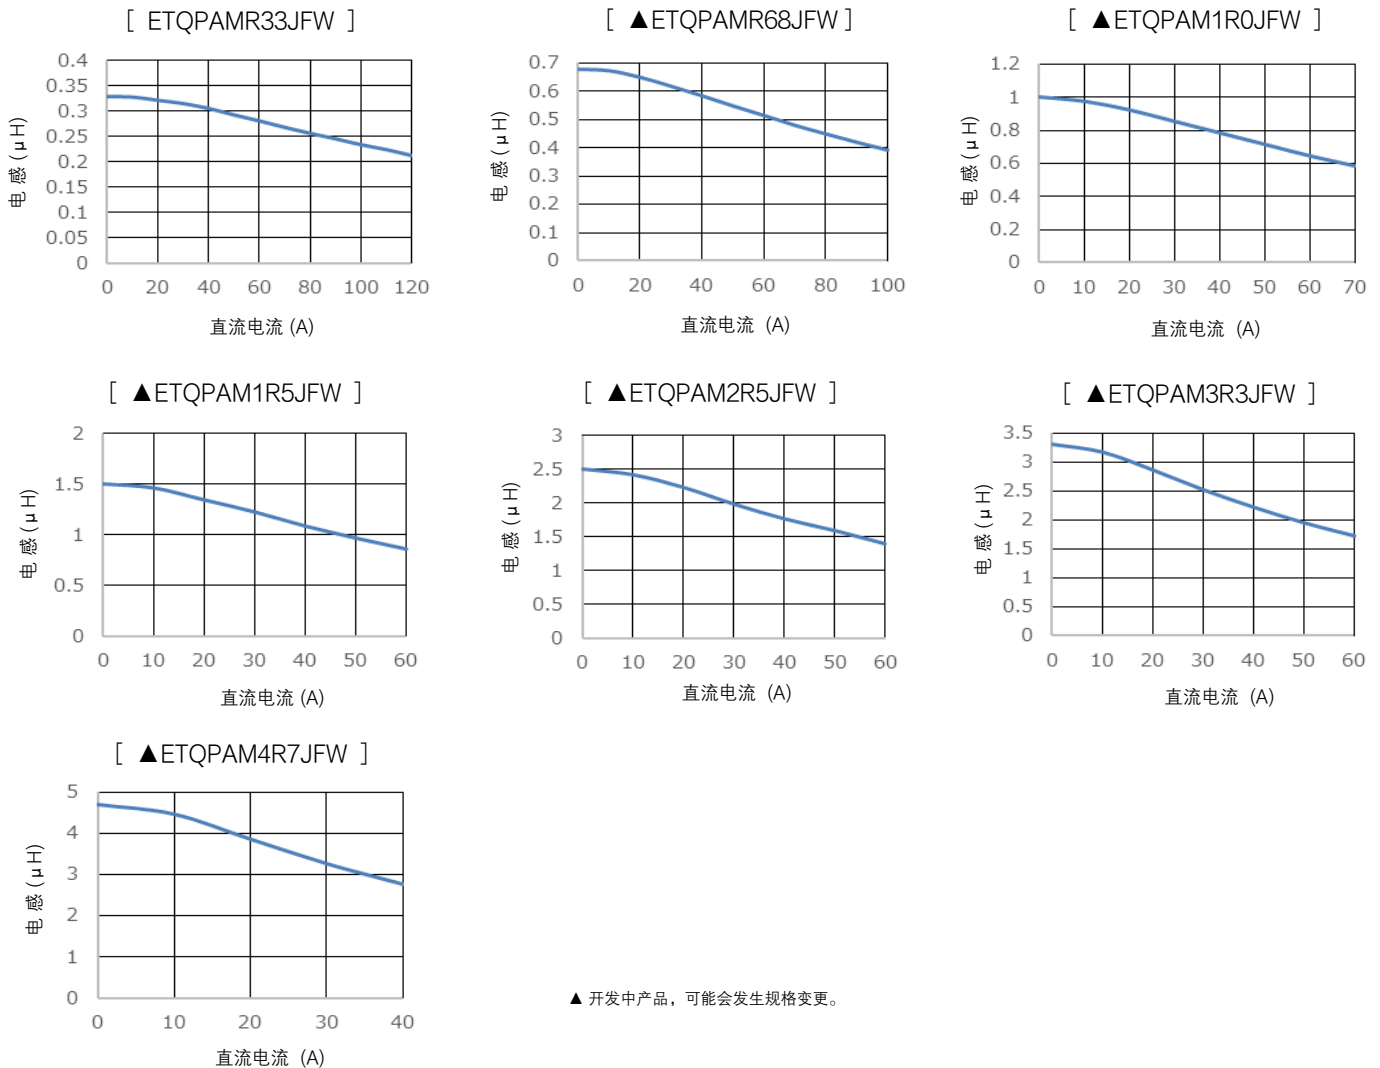 [ ETQPAMR33JFW ]
0.4
0.35
0.3
0.25
0.2
0.15
0.1
0.05
0
0 20 40 60 80 100 120
电感(μH)
直流电流 (A)
[ ▲ETQPAMR68JFW ]
0.7
0.6
0.5
0.4
0.3
0.2
0.1
0
0 20 40 60 80 100
电感(μH)
直流电流 (A)
[ ▲ETQPAM1R0JFW ]
1.2
1
0.8
0.6
0.4
0.2
0
0 10 20 30 40 50 60 70
电感(μH)
直流电流 (A)
[ ▲ETQPAM1R5JFW ]
2
1.5
1
0.5
0
0 10 20 30 40 50 60
电感(μH)
直流电流 (A)
[ ▲ETQPAM2R5JFW ]
3
2.5
2
1.5
1
0.5
0
0 10 20 30 40 50 60
电感(μH)
直流电流 (A)
[ ▲ETQPAM3R3JFW ]
3.5
3
2.5
2
1.5
1
0.5
0
0 10 20 30 40 50 60
电感(μH)
直流电流 (A)
[ ▲ETQPAM4R7JFW ]
5
4
3
2
1
0
0 10 20 30 40
电感(μH)
直流电流 (A)
▲ 开发中产品，可能会发生规格变更。